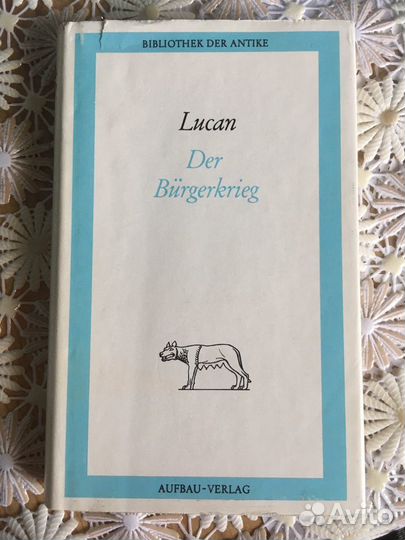 BIBLIOTHEK DER ANTIKE
Lucan
Der
Bürgerkrieg
AUFBAU-VERLAG
Avito